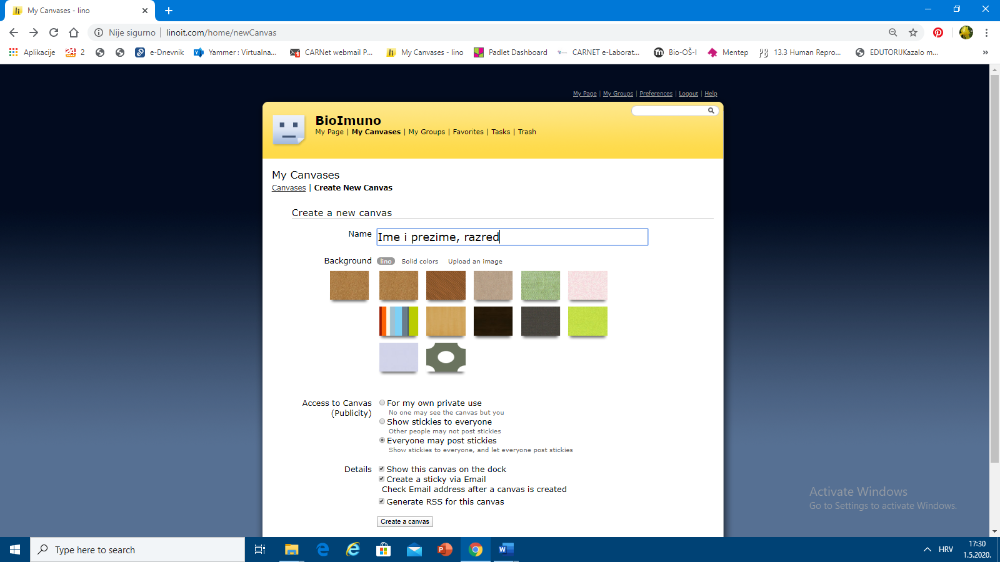 My Canvases - lino
Nije sigurno | linoit.com/home/newCanvas
Aplikacije 2 e-Dnevnik Yammer : Virtualna... CARNet webmail P... My Canvases - lino Padlet Dashboard CARNET e-Laborat... Bio-OŠ-I Mentep 13.3 Human Repro... EDUTORIJKazalo m... »
My Page | My Groups | Preferences | Logout | Help
BioImuno
My Page | My Canvases | My Groups | Favorites | Tasks | Trash
My Canvases
Canvases | Create New Canvas
Create a new canvas
Name Ime i prezime, razred
Background lino Solid colors Upload an image
Access to Canvas
(Publicity)
For my own private use
No one may see the canvas but you
Show stickies to everyone
Other people may not post stickies
Everyone may post stickies
Show stickies to everyone, and let everyone post stickies
Details Show this canvas on the dock
Create a sticky via Email
Check Email address after a canvas is created
Generate RSS for this canvas
Create a canvas
Activate Windows
Go to Settings to activate Windows.
Type here to search
HRV
17:30
1.5.2020.